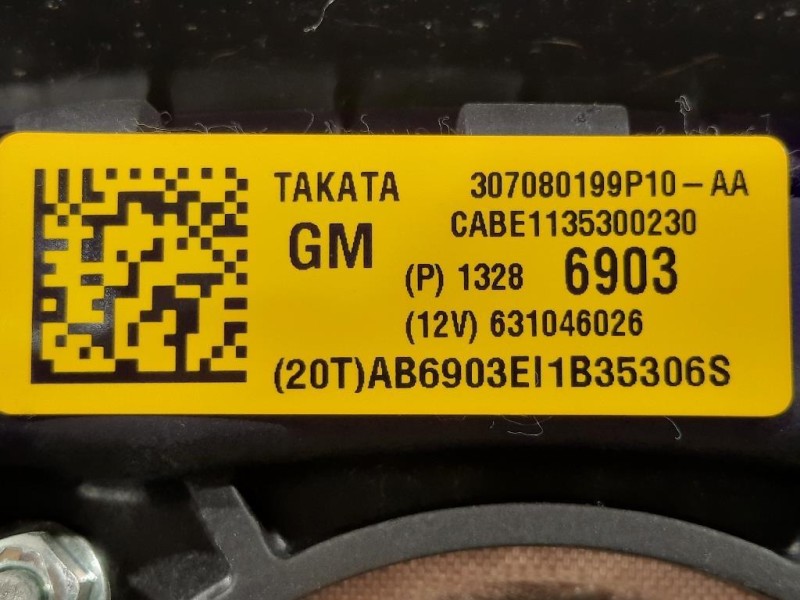 TAKATA 307080199P10-AA
GM CABE1135300230
(P) 1328 6903
(12V) 631046026
(20T)AB6903EI1B35306S